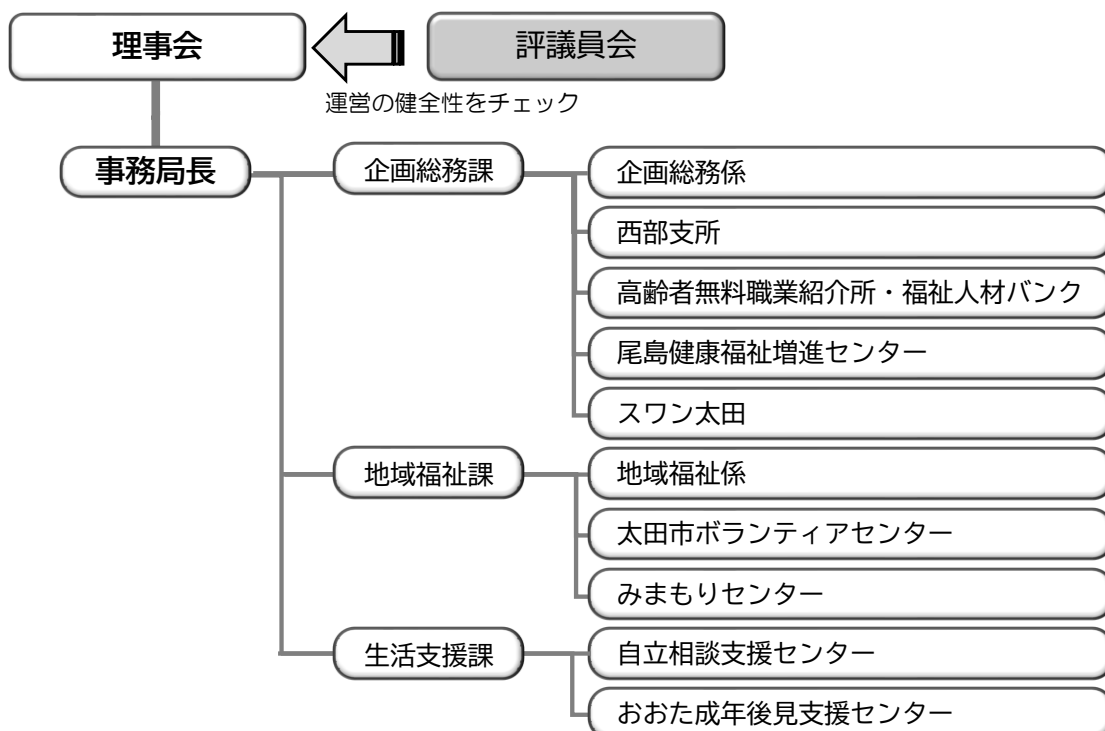 理事会
評議員会
運営の健全性をチェック
事務局長
企画総務課
企画総務係
西部支所
高齢者無料職業紹介所・福祉人材バンク
尾島健康福祉増進センター
スワン太田
地域福祉課
地域福祉係
太田市ボランティアセンター
みまもりセンター
生活支援課
自立相談支援センター
おおた成年後見支援センター